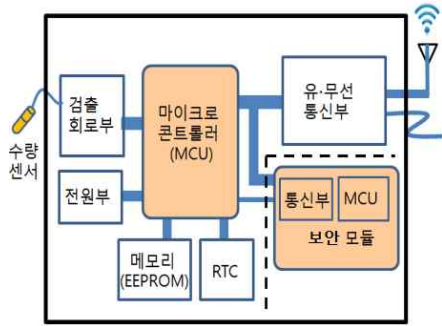 검출
회로부
마이크로
컨트롤러
(MCU)
유·무선
통신부
수량
센서
전원부
통신부
MCU
보안 모듈
메모리
(EEPROM)
RTC